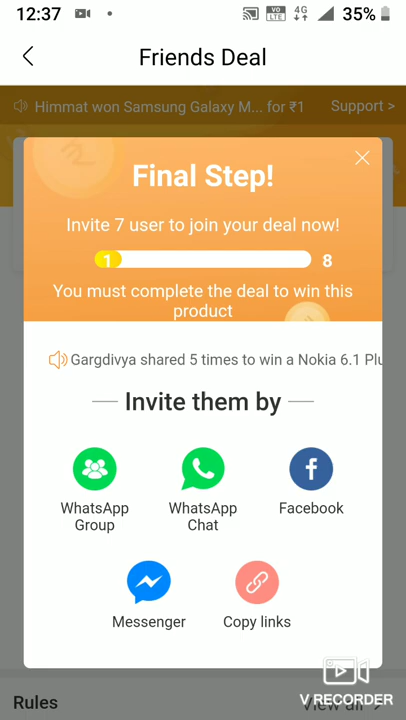 12:37
VO
LTE
4G
35%
Friends Deal
Himmat won Samsung Galaxy M... for ₹1
Support >
Final Step!
Invite 7 user to join your deal now!
1
8
You must complete the deal to win this
product
Gargdivya shared 5 times to win a Nokia 6.1 Plu
Invite them by
WhatsApp
Group
WhatsApp
Chat
Facebook
Messenger
Copy links
Rules
View all >
V RECORDER